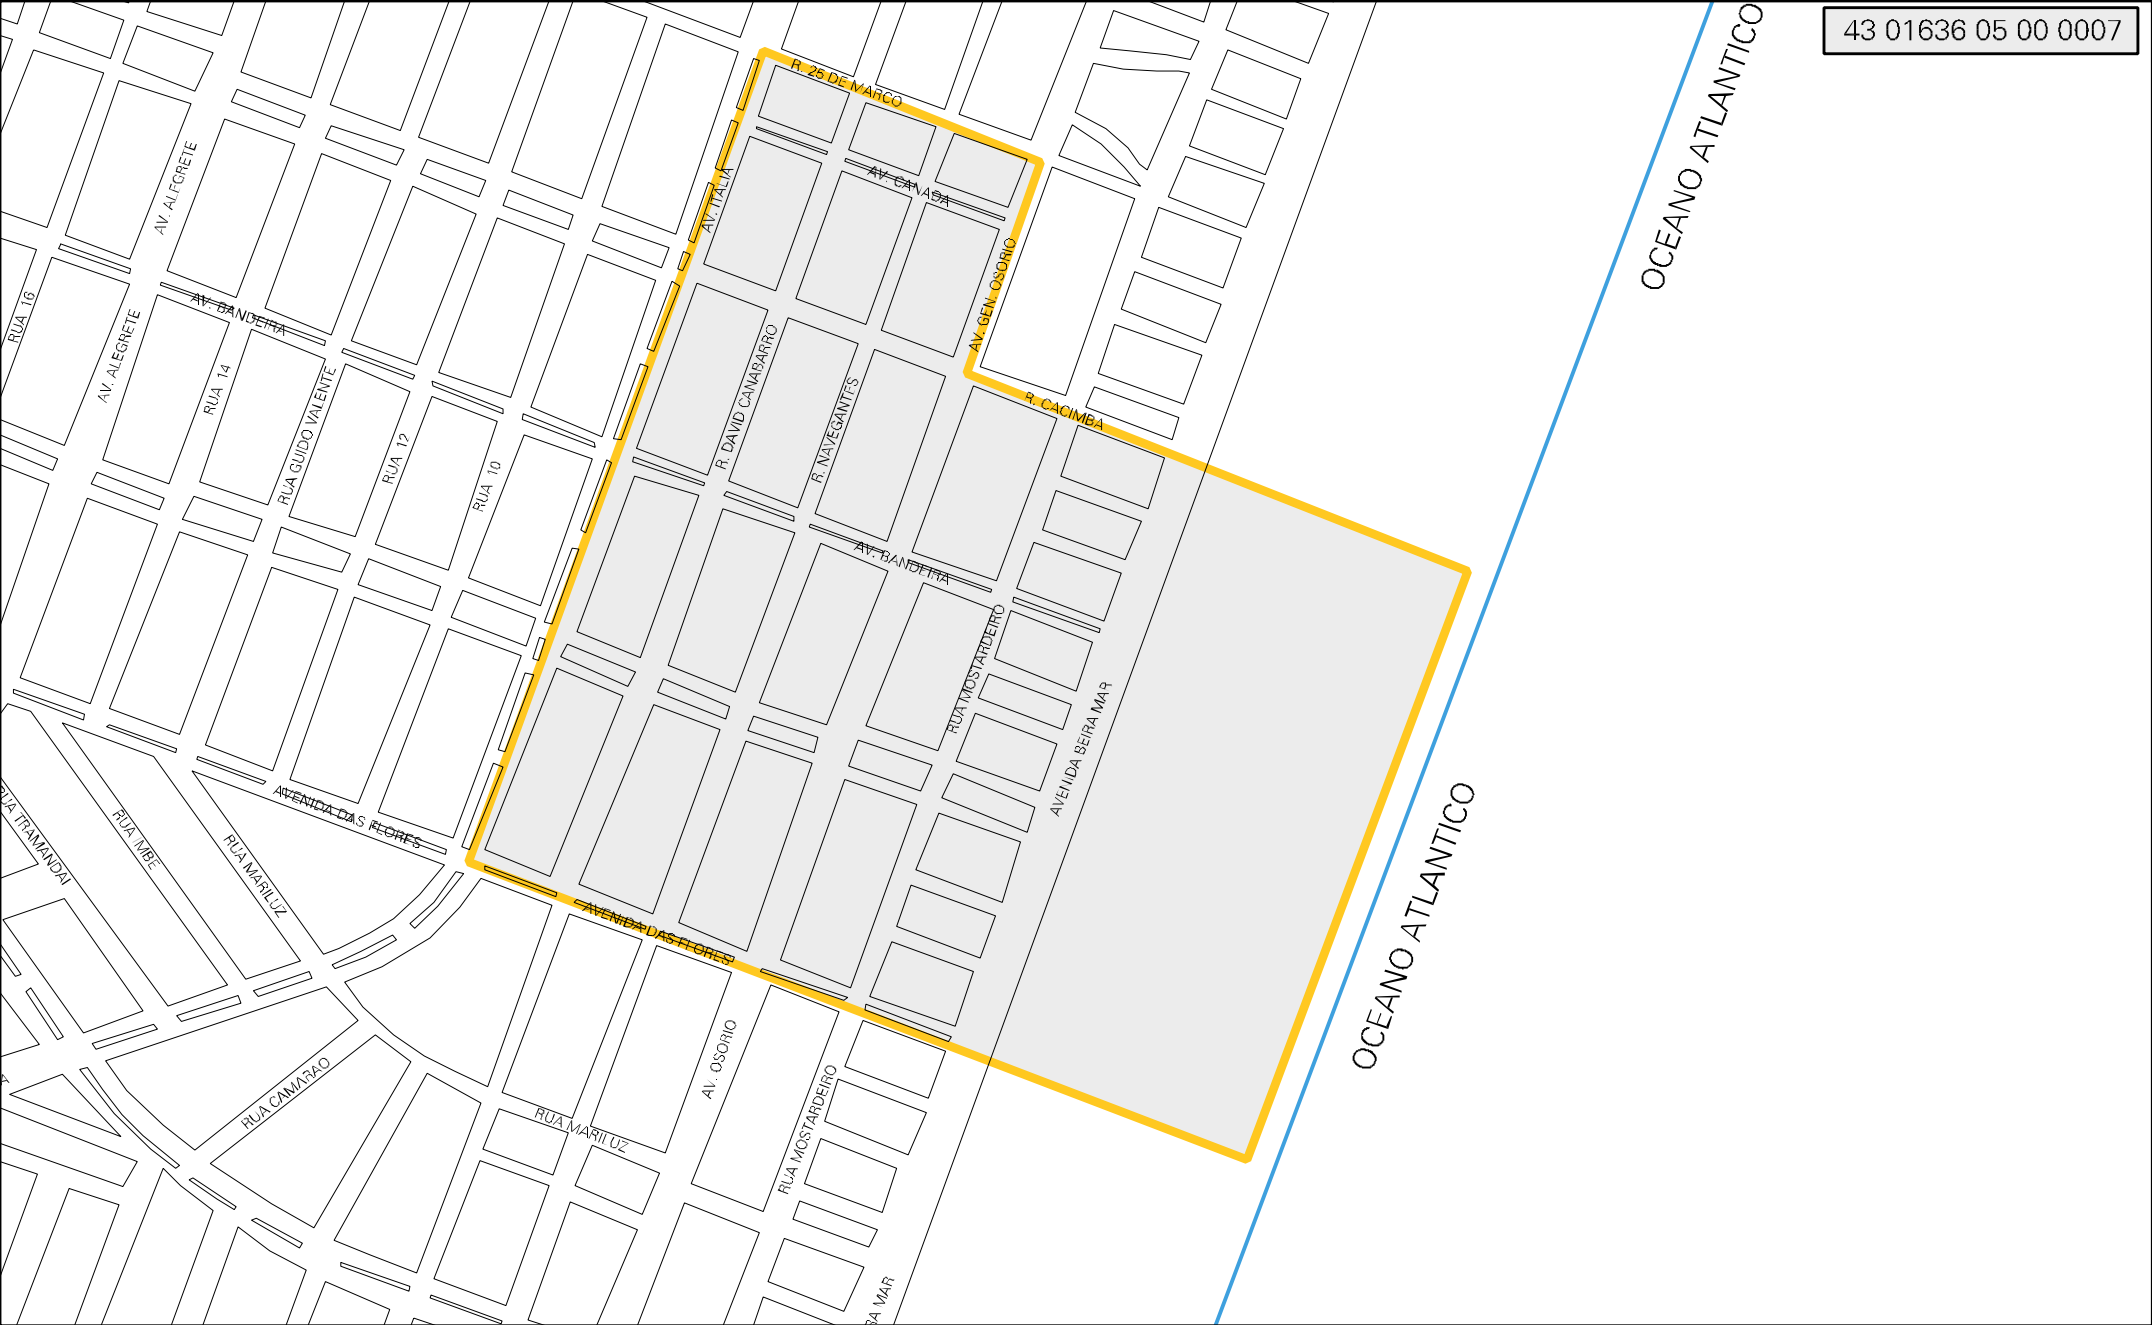 43 01636 05 00 0007
OCEANO ATLANTICO
R. 25 DE MARCO
AV. ALEGRETE
AV. ITALIA
AV. CANADA
AV. GEN. OSORIO
RUA 16
AV. BANDEIRA
AV. ALEGRETE
RUA 14
RUA GUIDO VALENTE
RUA 12
RUA 10
R. DAVID CANABARRO
R. NAVEGANTES
R. CACIMBA
AV. BANDEIRA
RUA MOSTARDEIRO
AVENIDA BEIRA MAR
AVENIDA DAS FLORES
RUA TRAMANDAI
RUA IMBE
RUA MARILUZ
OCEANO ATLANTICO
AVENIDA DAS FLORES
AV. OSORIO
RUA CAMARAO
RUA MARILUZ
RUA MOSTARDEIRO
RA MAR